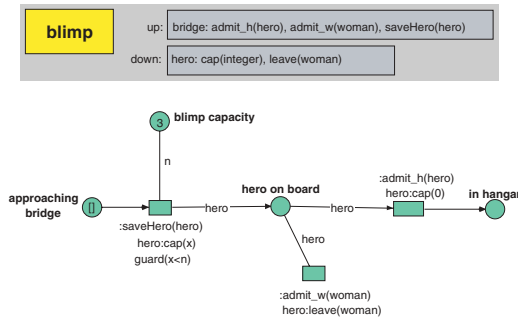 blimp
up: bridge: admit_h(hero), admit_w(woman), saveHero(hero)
down: hero: cap(integer), leave(woman)
3 blimp capacity
n
approaching
bridge
[]
hero
hero on board
hero
:admit_h(hero)
hero:cap(0)
in hangar
:saveHero(hero)
hero:cap(x)
guard(x<n)
hero
:admit_w(woman)
hero:leave(woman)